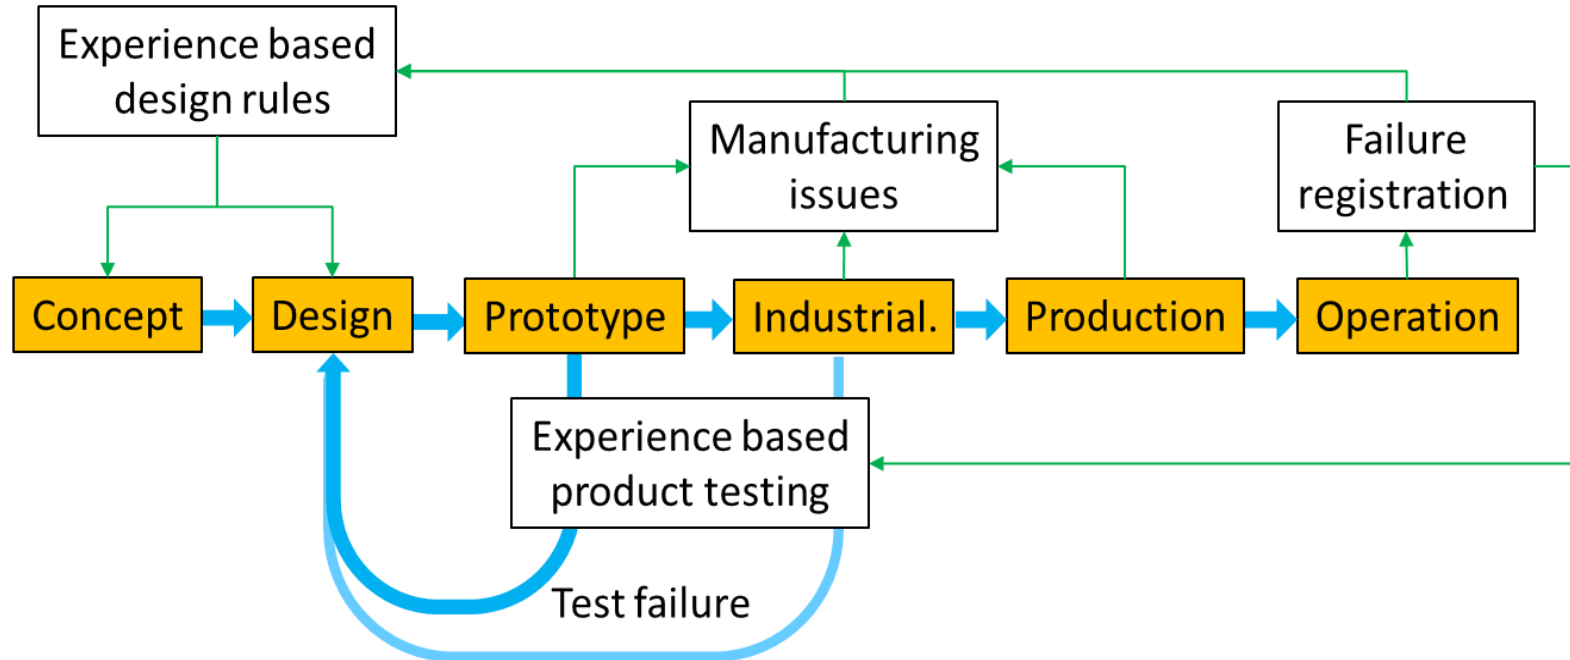 Experience based
design rules
Manufacturing
issues
Failure
registration
Concept
Design
Prototype
Industrial.
Production
Operation
Experience based
product testing
Test failure